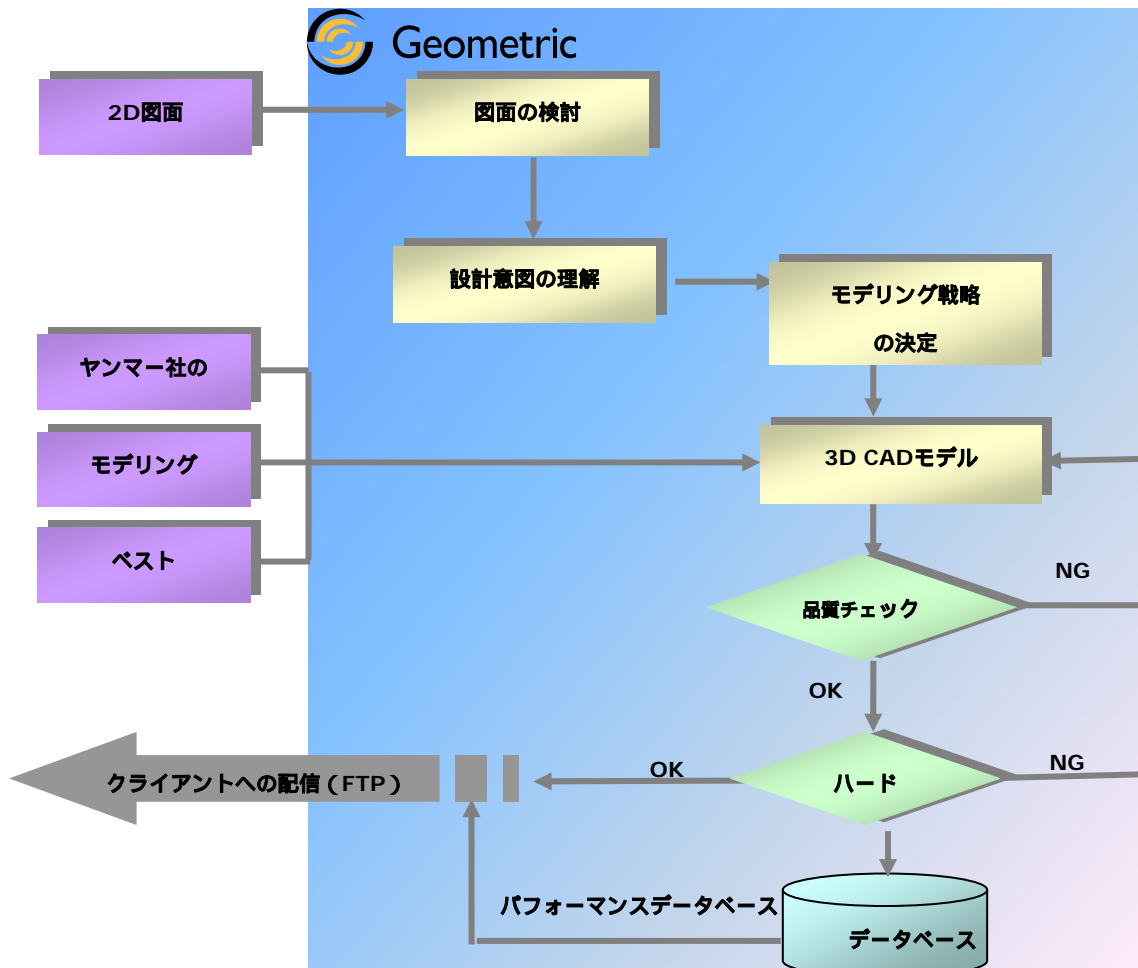 Geometric
2D図面
図面の検討
設計意図の理解
モデリング戦略
の決定
ヤンマー社の
モデリング
ベスト
3D CADモデル
品質チェック
NG
OK
ハード
NG
OK
クライアントへの配信（FTP）
パフォーマンスデータベース
データベース